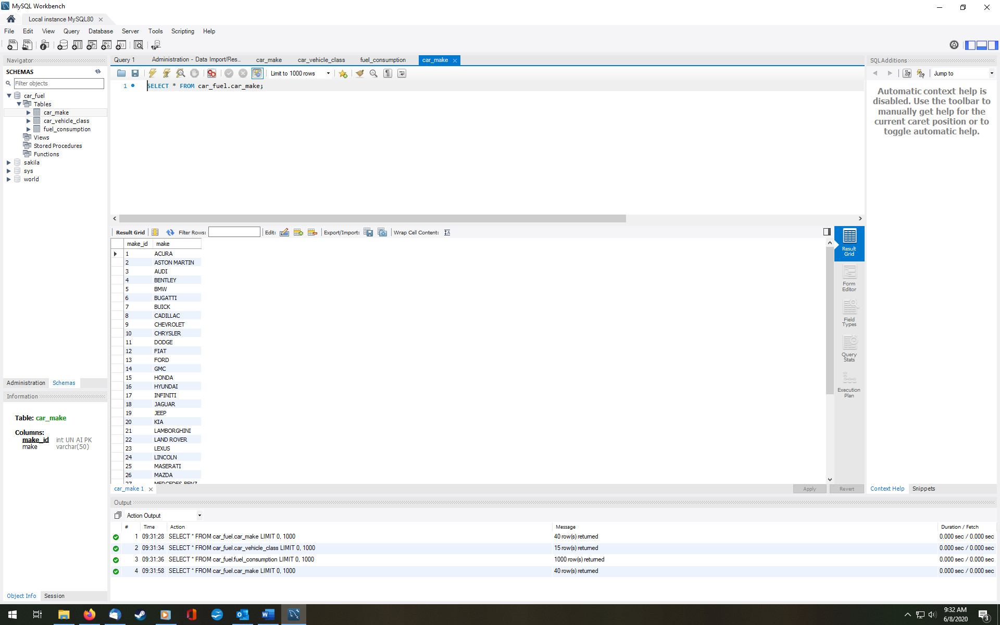 MySQL Workbench
Local instance MySQL80
File Edit View Query Database Server Tools Scripting Help
Navigator
SCHEMAS
Filter objects
car_fuel
Tables
car_make
car_vehicle_class
fuel_consumption
Views
Stored Procedures
Functions
sakila
sys
world
Administration Schemas
Information
Table: car_make
Columns:
make_id int UN AI PK
make varchar(50)
Object Info Session
Query 1 Administration - Data Import/Res... car_make car_vehicle_class fuel_consumption car_make
Limit to 1000 rows
1 SELECT * FROM car_fuel.car_make;
Result Grid Filter Rows: Edit: Export/Import: Wrap Cell Content:
make_id make
1 ACURA
2 ASTON MARTIN
3 AUDI
4 BENTLEY
5 BMW
6 BUGATTI
7 BUICK
8 CADILLAC
9 CHEVROLET
10 CHRYSLER
11 DODGE
12 FIAT
13 FORD
14 GMC
15 HONDA
16 HYUNDAI
17 INFINITI
18 JAGUAR
19 JEEP
20 KIA
21 LAMBORGHINI
22 LAND ROVER
23 LEXUS
24 LINCOLN
25 MASERATI
26 MAZDA
27 MERCEDES-BENZ
Result
Grid
Form
Editor
Field
Types
Query
Stats
Execution
Plan
car_make 1
Apply Revert
SQLAdditions
Jump to
Automatic context help is
disabled. Use the toolbar to
manually get help for the
current caret position or to
toggle automatic help.
Context Help Snippets
Output
Action Output
# Time Action Message Duration / Fetch
1 09:31:28 SELECT * FROM car_fuel.car_make LIMIT 0, 1000 40 row(s) returned 0.000 sec / 0.000 sec
2 09:31:34 SELECT * FROM car_fuel.car_vehicle_class LIMIT 0, 1000 15 row(s) returned 0.000 sec / 0.000 sec
3 09:31:36 SELECT * FROM car_fuel.fuel_consumption LIMIT 0, 1000 1000 row(s) returned 0.000 sec / 0.000 sec
4 09:31:58 SELECT * FROM car_fuel.car_make LIMIT 0, 1000 40 row(s) returned 0.000 sec / 0.000 sec
9:32 AM
6/8/2020
3